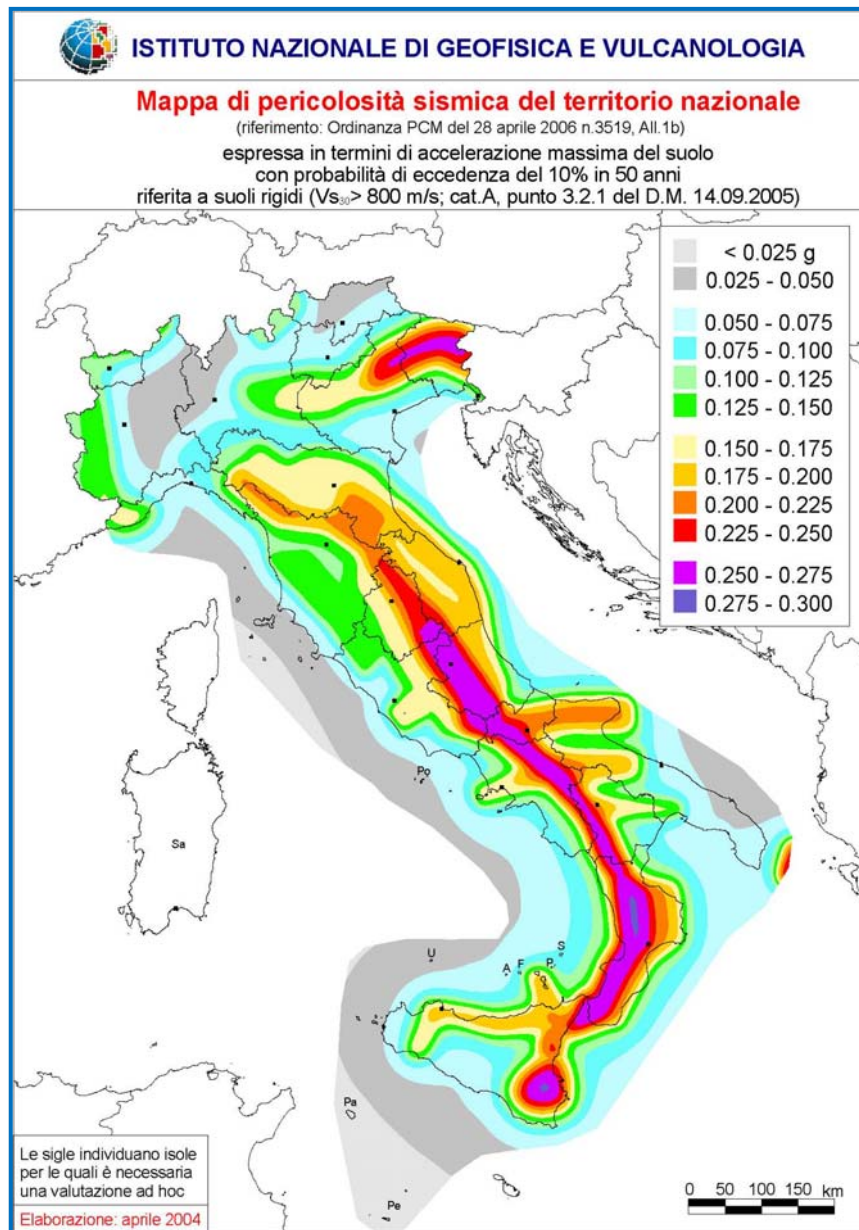 ISTITUTO NAZIONALE DI GEOFISICA E VULCANOLOGIA
Mappa di pericolosità sismica del territorio nazionale
(riferimento: Ordinanza PCM del 28 aprile 2006 n.3519, All.1b)
espressa in termini di accelerazione massima del suolo
con probabilità di eccedenza del 10% in 50 anni
riferita a suoli rigidi (Vs30> 800 m/s; cat.A, punto 3.2.1 del D.M. 14.09.2005)
< 0.025 g
0.025 - 0.050
0.050 - 0.075
0.075 - 0.100
0.100 - 0.125
0.125 - 0.150
0.150 - 0.175
0.175 - 0.200
0.200 - 0.225
0.225 - 0.250
0.250 - 0.275
0.275 - 0.300
Po
Sa
U
A
F
P
S
Pa
Pe
Le sigle individuano isole
per le quali è necessaria
una valutazione ad hoc
Elaborazione: aprile 2004
0 50 100 150 km